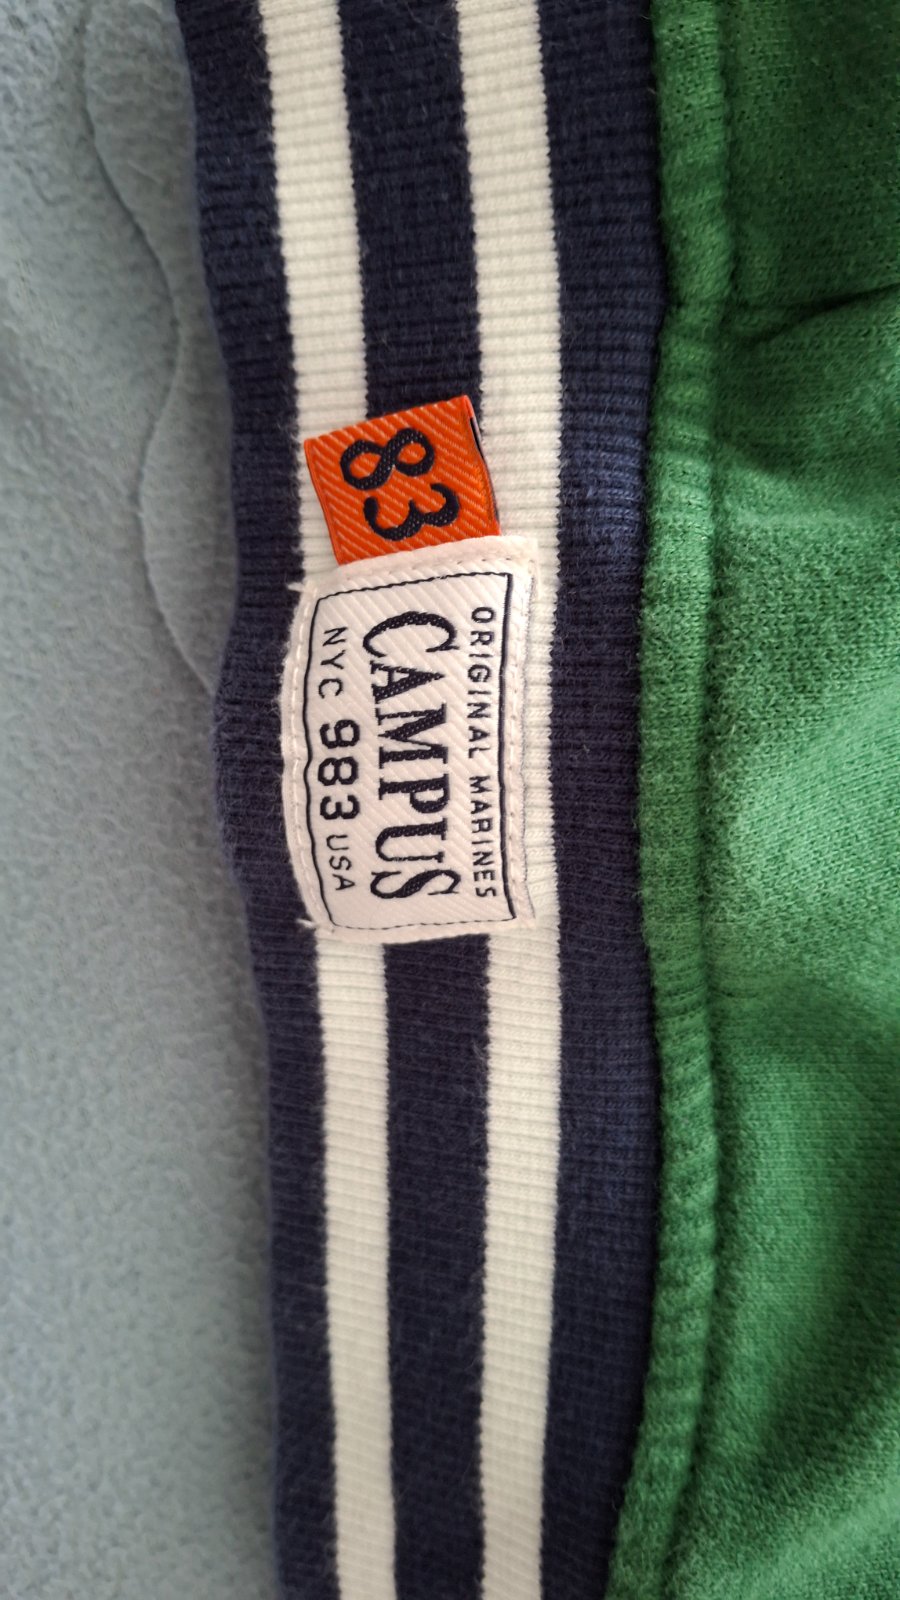 83
ORIGINAL MARINES
CAMPUS
NYC 983 USA